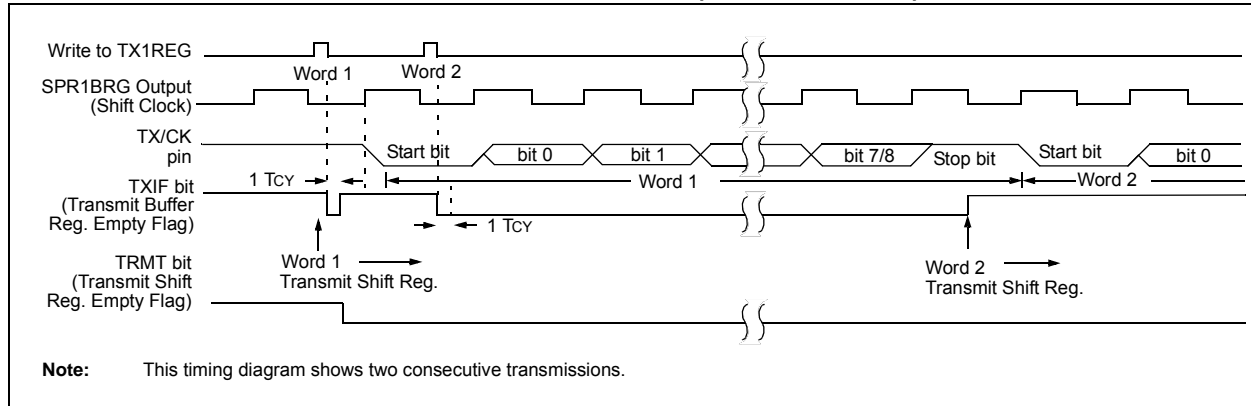 Write to TX1REG
Word 1
Word 2
SPR1BRG Output
(Shift Clock)
TX/CK
pin
Start bit
bit 0
bit 1
bit 7/8
Stop bit
Start bit
bit 0
1 TCY
Word 1
Word 2
TXIF bit
(Transmit Buffer
Reg. Empty Flag)
1 TCY
Word 1
Transmit Shift Reg.
Word 2
Transmit Shift Reg.
TRMT bit
(Transmit Shift
Reg. Empty Flag)
Note: This timing diagram shows two consecutive transmissions.